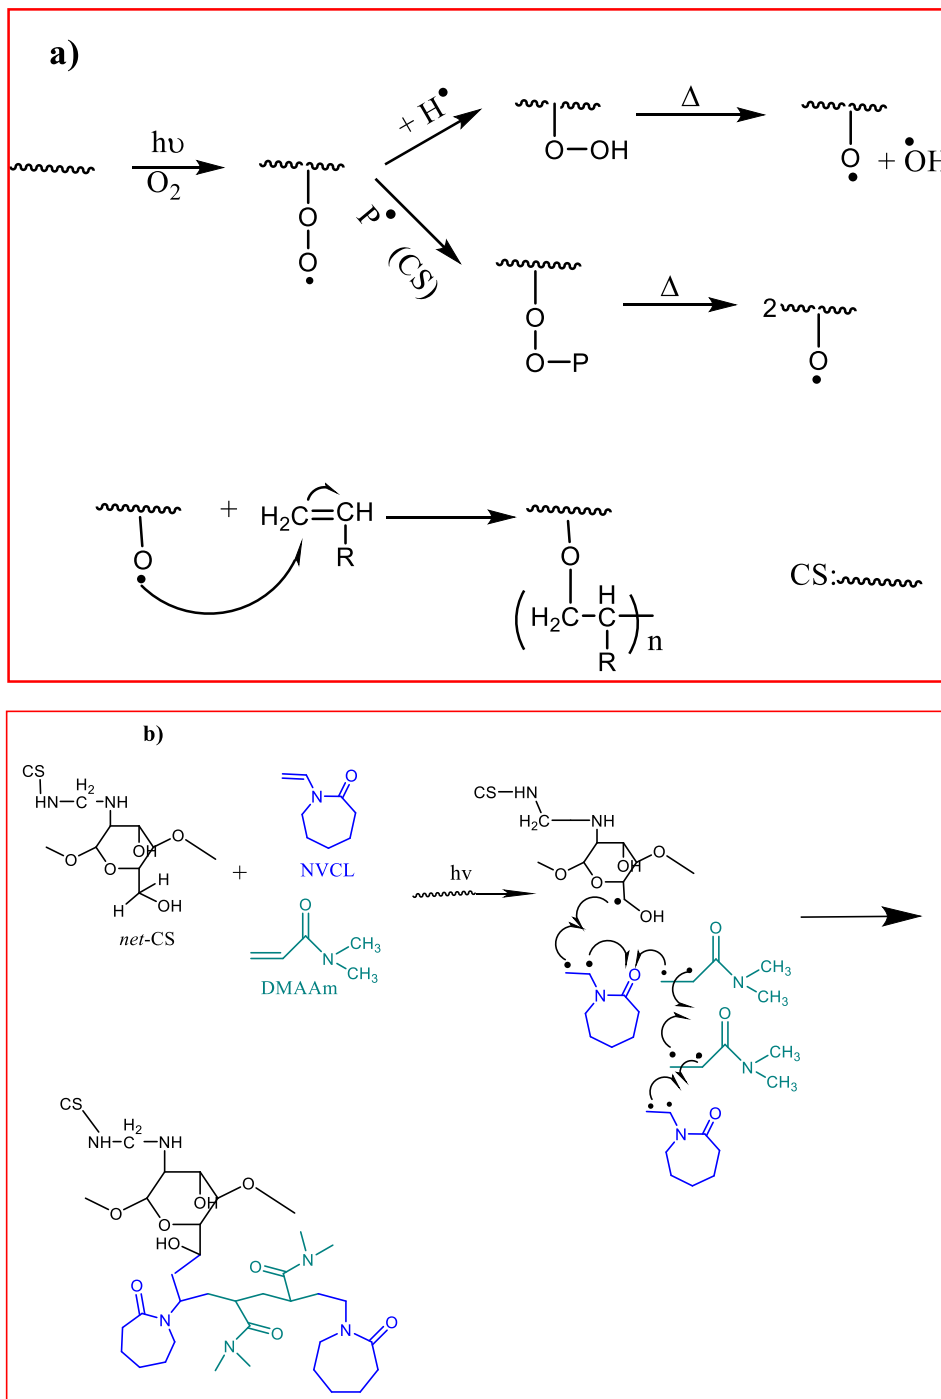 a)
hυ
O₂
O
O
•
+ H•
P• (CS)
O–OH
Δ
O
•
+ •OH
O
O–P
Δ
2
O
•
O
•
+
H₂C=CH
R
O
H
(H₂C–C)n
R
CS:
b)
CS
HN
H₂
C
NH
OH
O
O
O
H
H
OH
net-CS
+
O
N
NVCL
O
N
CH₃
CH₃
DMAAm
hv
CS–HN
H₂C
NH
OH
O
O
O
OH
O
N
O
N
CH₃
CH₃
O
N
CH₃
CH₃
O
N
CS
NH
H₂
C
NH
OH
O
O
O
HO
O
N
O
N
O
N
O
N